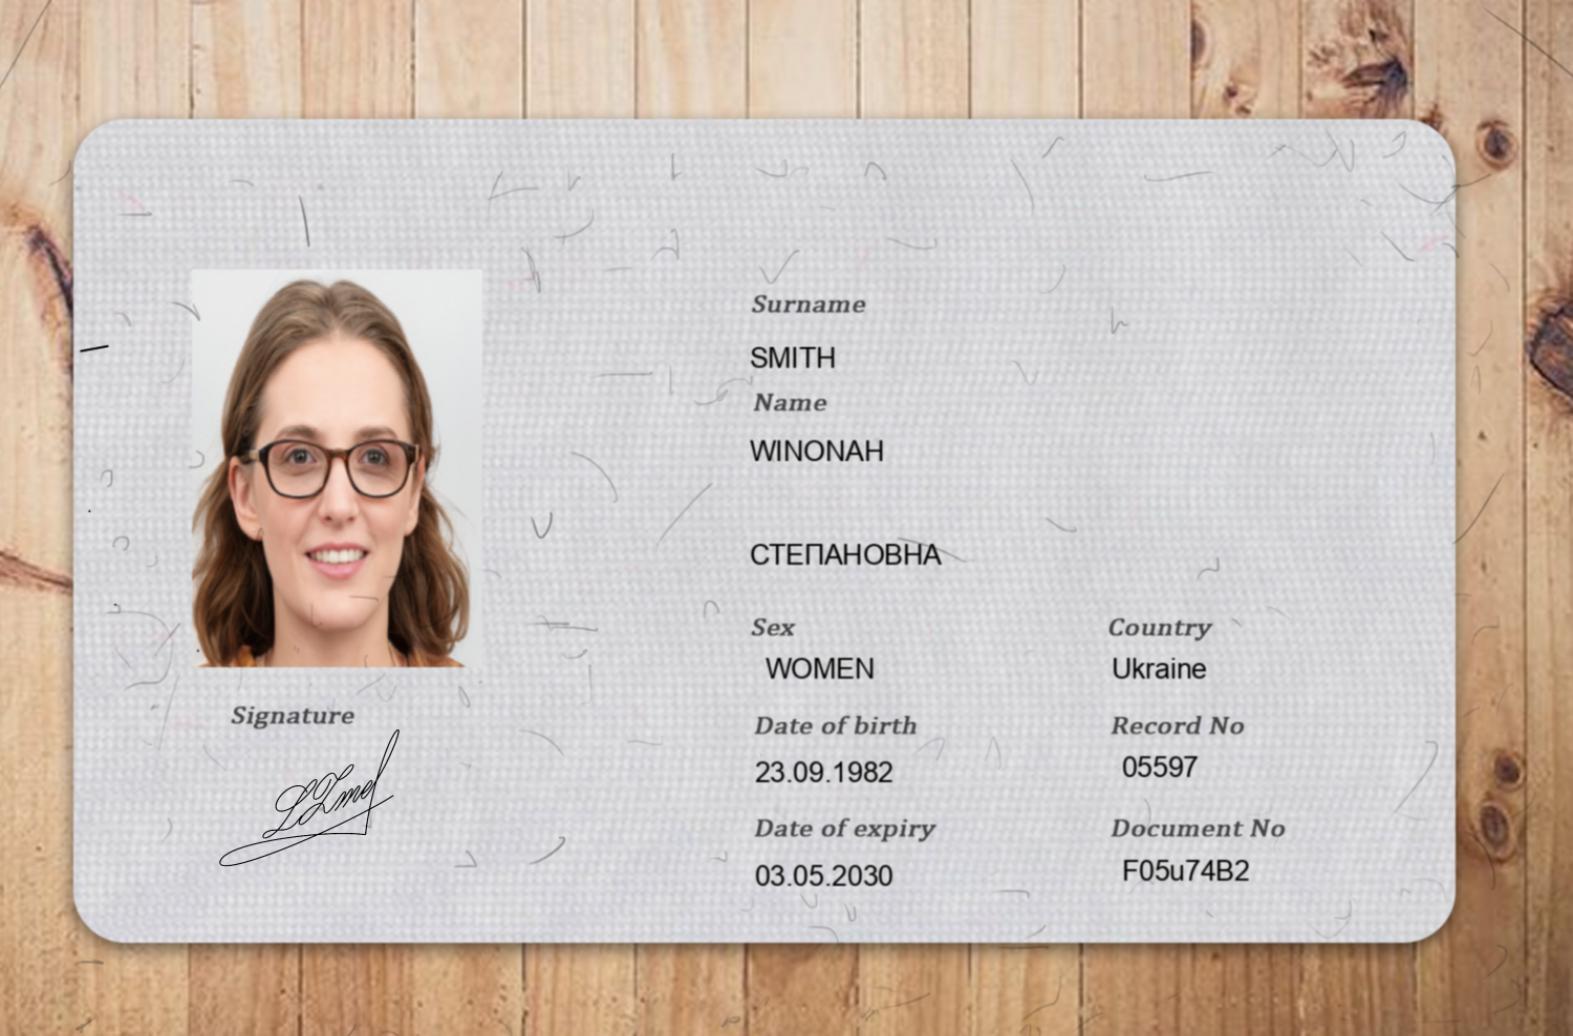 Surname
SMITH
Name
WINONAH
СТЕПАНОВНА
Sex
WOMEN
Country
Ukraine
Date of birth
23.09.1982
Record No
05597
Date of expiry
03.05.2030
Document No
F05u74B2
Signature